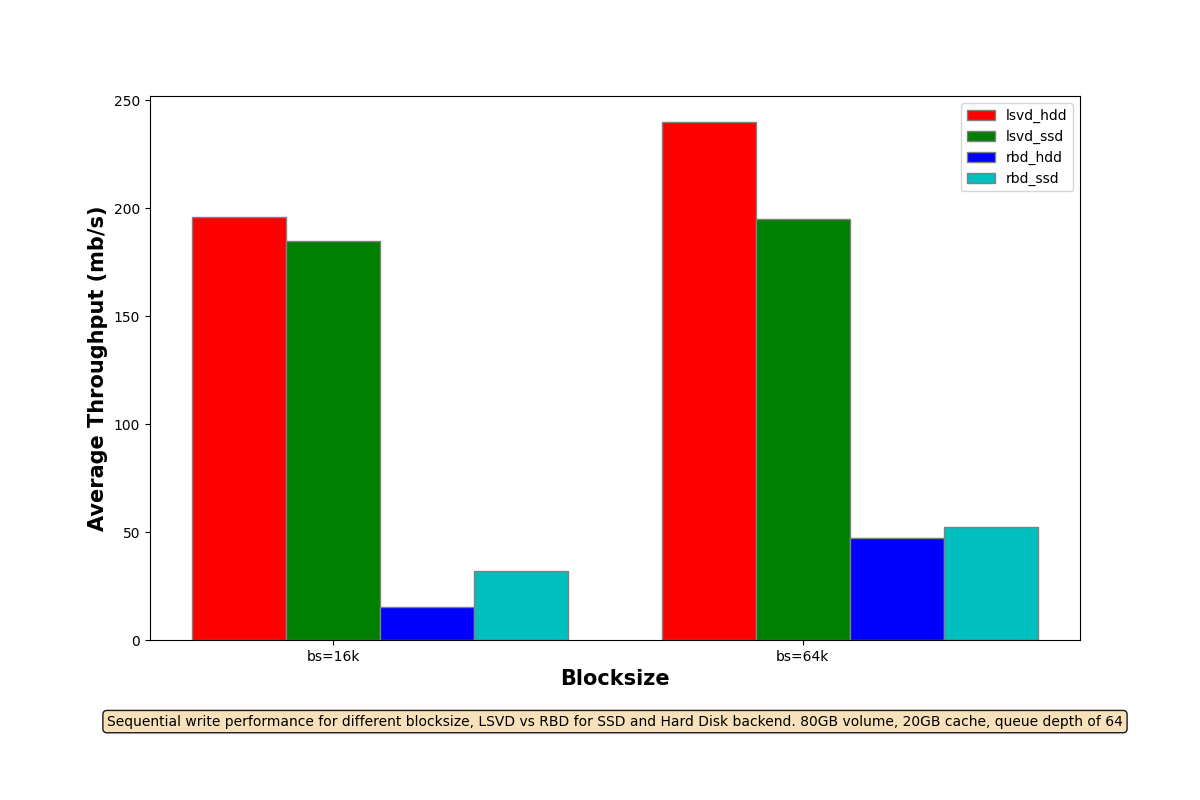 250
200
150
100
50
0
Average Throughput (mb/s)
lsvd_hdd
lsvd_ssd
rbd_hdd
rbd_ssd
bs=16k
bs=64k
Blocksize
Sequential write performance for different blocksize, LSVD vs RBD for SSD and Hard Disk backend. 80GB volume, 20GB cache, queue depth of 64